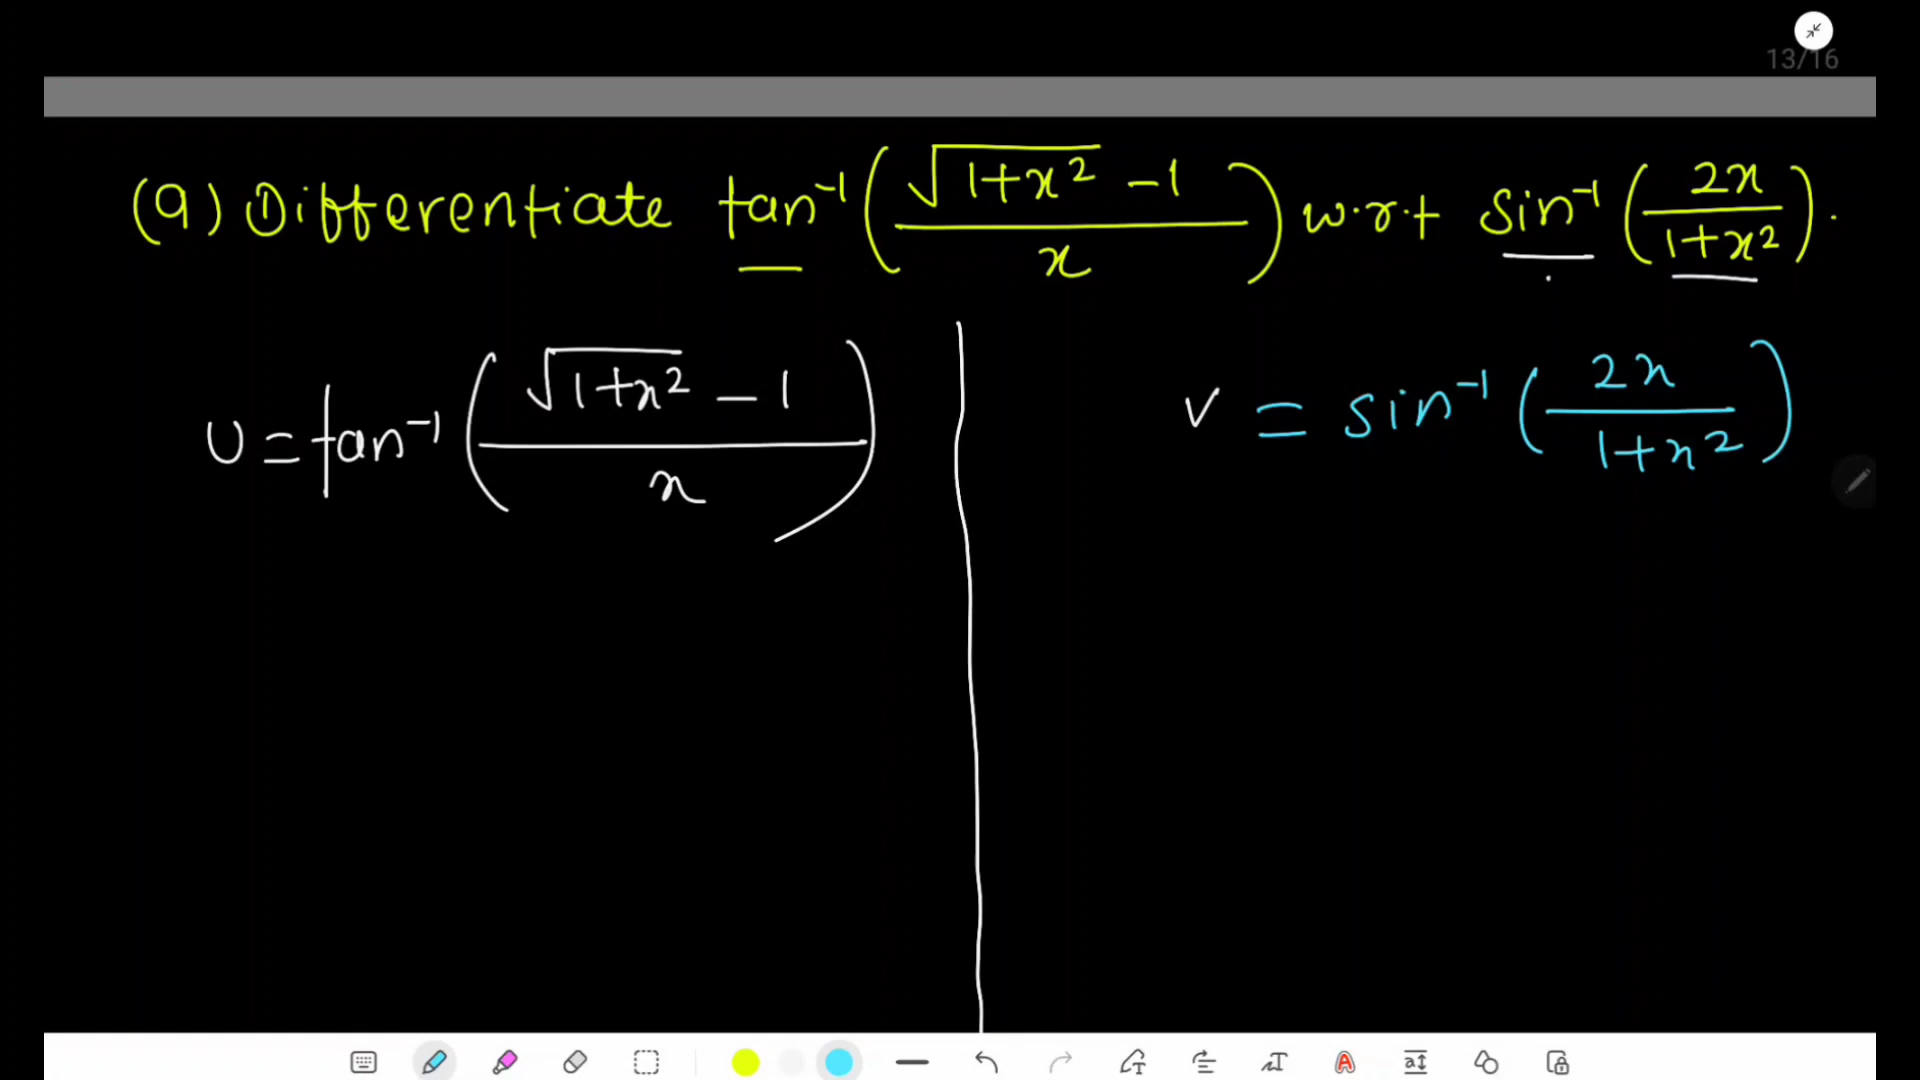 13/16
(9) Differentiate tan⁻¹(√(1+x²) -1 / x) w.r.t sin⁻¹(2x / 1+x²).
U = tan⁻¹(√(1+x²) - 1 / x)
V = sin⁻¹(2x / 1+x²)